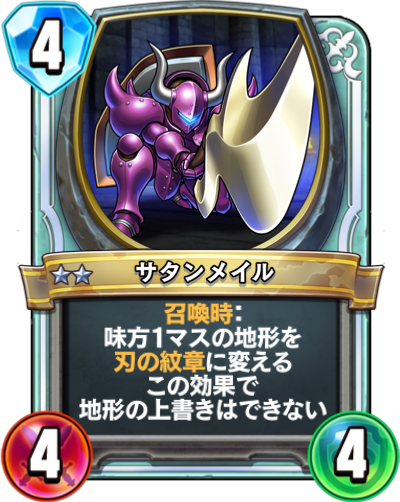 4
サタンメイル
召喚時:
味方1マスの地形を
刃の紋章に変える
この効果で
地形の上書きはできない
4
4